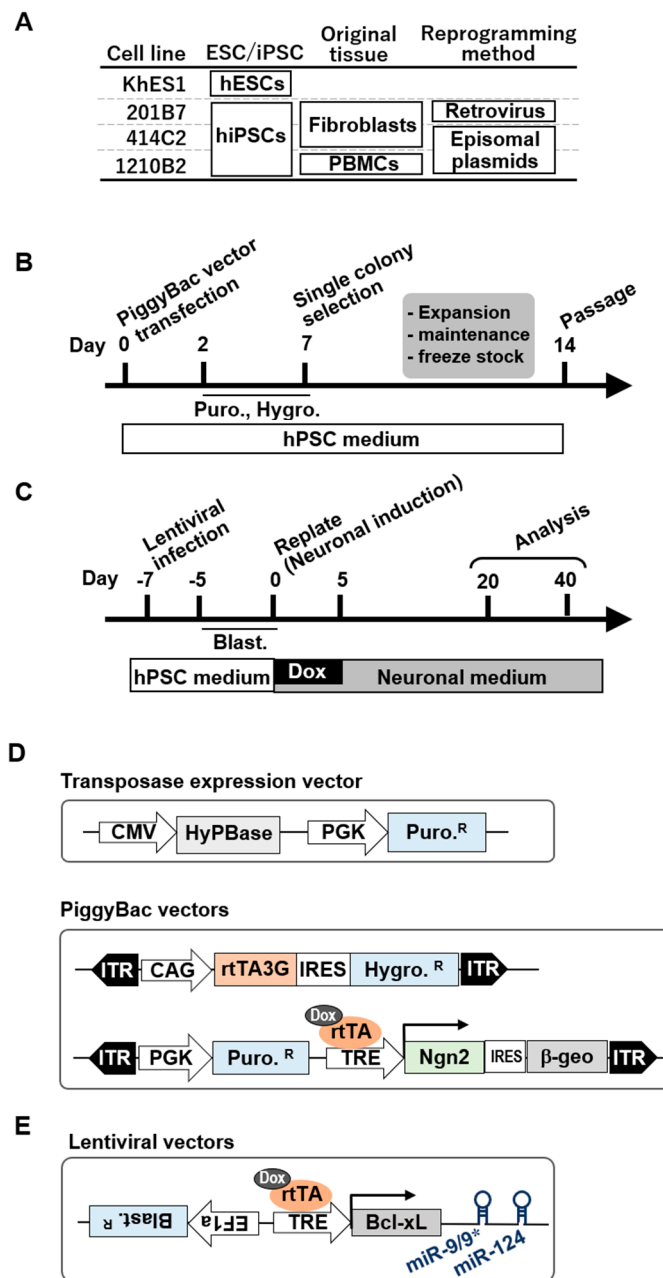 A
Cell line ESC/iPSC Original tissue Reprogramming method
KhES1 hESCs
201B7 hiPSCs Fibroblasts Retrovirus
414C2 Episomal plasmids
1210B2 PBMCs
B
PiggyBac vector transfection
Single colony selection
- Expansion
- maintenance
- freeze stock
Passage
Day 0 2 7 14
Puro., Hygro.
hPSC medium
C
Lentiviral infection
Replate (Neuronal induction)
Analysis
Day -7 -5 0 5 20 40
Blast.
hPSC medium Dox Neuronal medium
D
Transposase expression vector
CMV HyPBase PGK Puro.R
PiggyBac vectors
ITR CAG rtTA3G IRES Hygro. R ITR
Dox
rtTA
ITR PGK Puro. R TRE Ngn2 IRES β-geo ITR
E
Lentiviral vectors
Dox
rtTA
Blast. R EF1a TRE Bcl-xL
miR-9/9*
miR-124